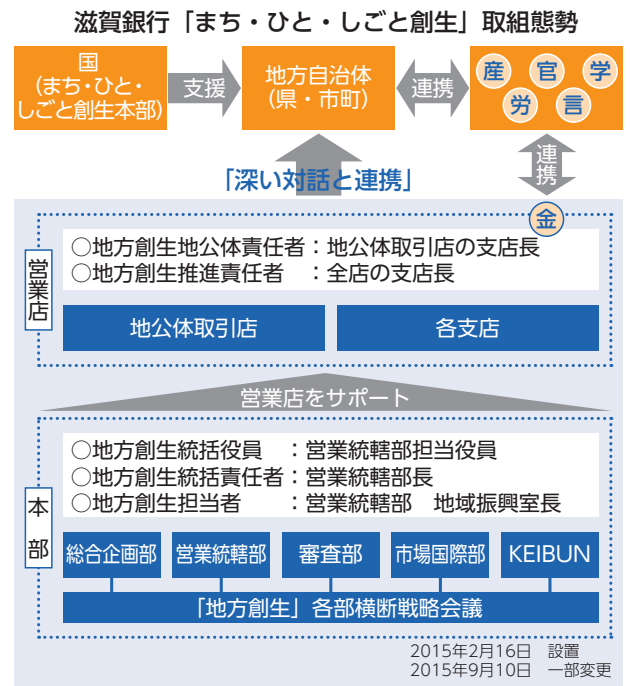 滋賀銀行「まち・ひと・しごと創生」取組態勢
国
(まち・ひと・
しごと創生本部)
支援
地方自治体
(県・市町)
連携
産 官 学
労 言
連携
「深い対話と連携」
金
営業店
○地方創生地公体責任者：地公体取引店の支店長
○地方創生推進責任者　：全店の支店長
地公体取引店
各支店
営業店をサポート
本部
○地方創生統括役員　：営業統轄部担当役員
○地方創生統括責任者：営業統轄部長
○地方創生担当者　　：営業統轄部　地域振興室長
総合企画部
営業統轄部
審査部
市場国際部
KEIBUN
「地方創生」各部横断戦略会議
2015年2月16日　設置
2015年9月10日　一部変更